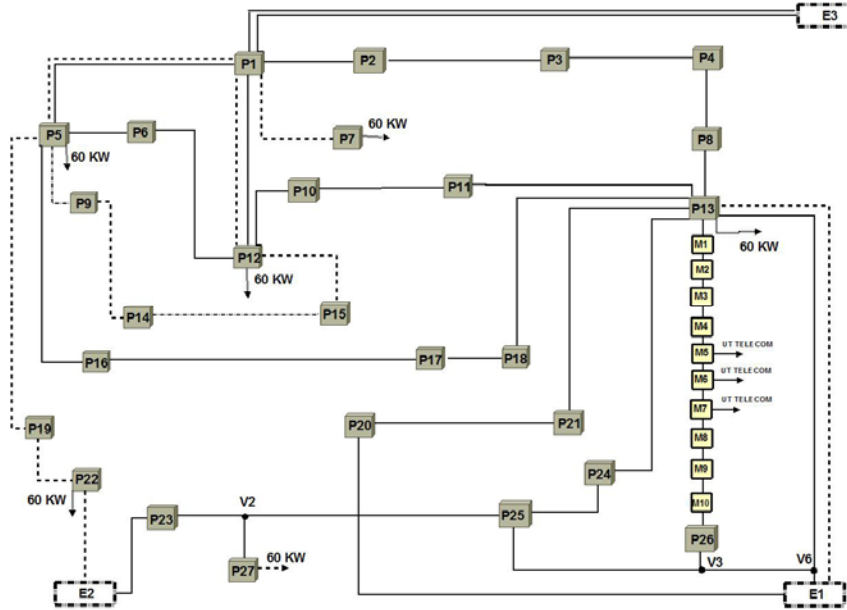 E3
P1
P2
P3
P4
P5
P6
P7
60 KW
P8
60 KW
P9
P10
P11
P13
60 KW
M1
P12
60 KW
M2
M3
P14
P15
M4
P16
P17
P18
M5
UT TELECOM
M6
UT TELECOM
M7
UT TELECOM
P19
P20
P21
M8
P22
P24
M9
60 KW
V2
M10
P23
P25
P26
P27
60 KW
V3
V6
E2
E1